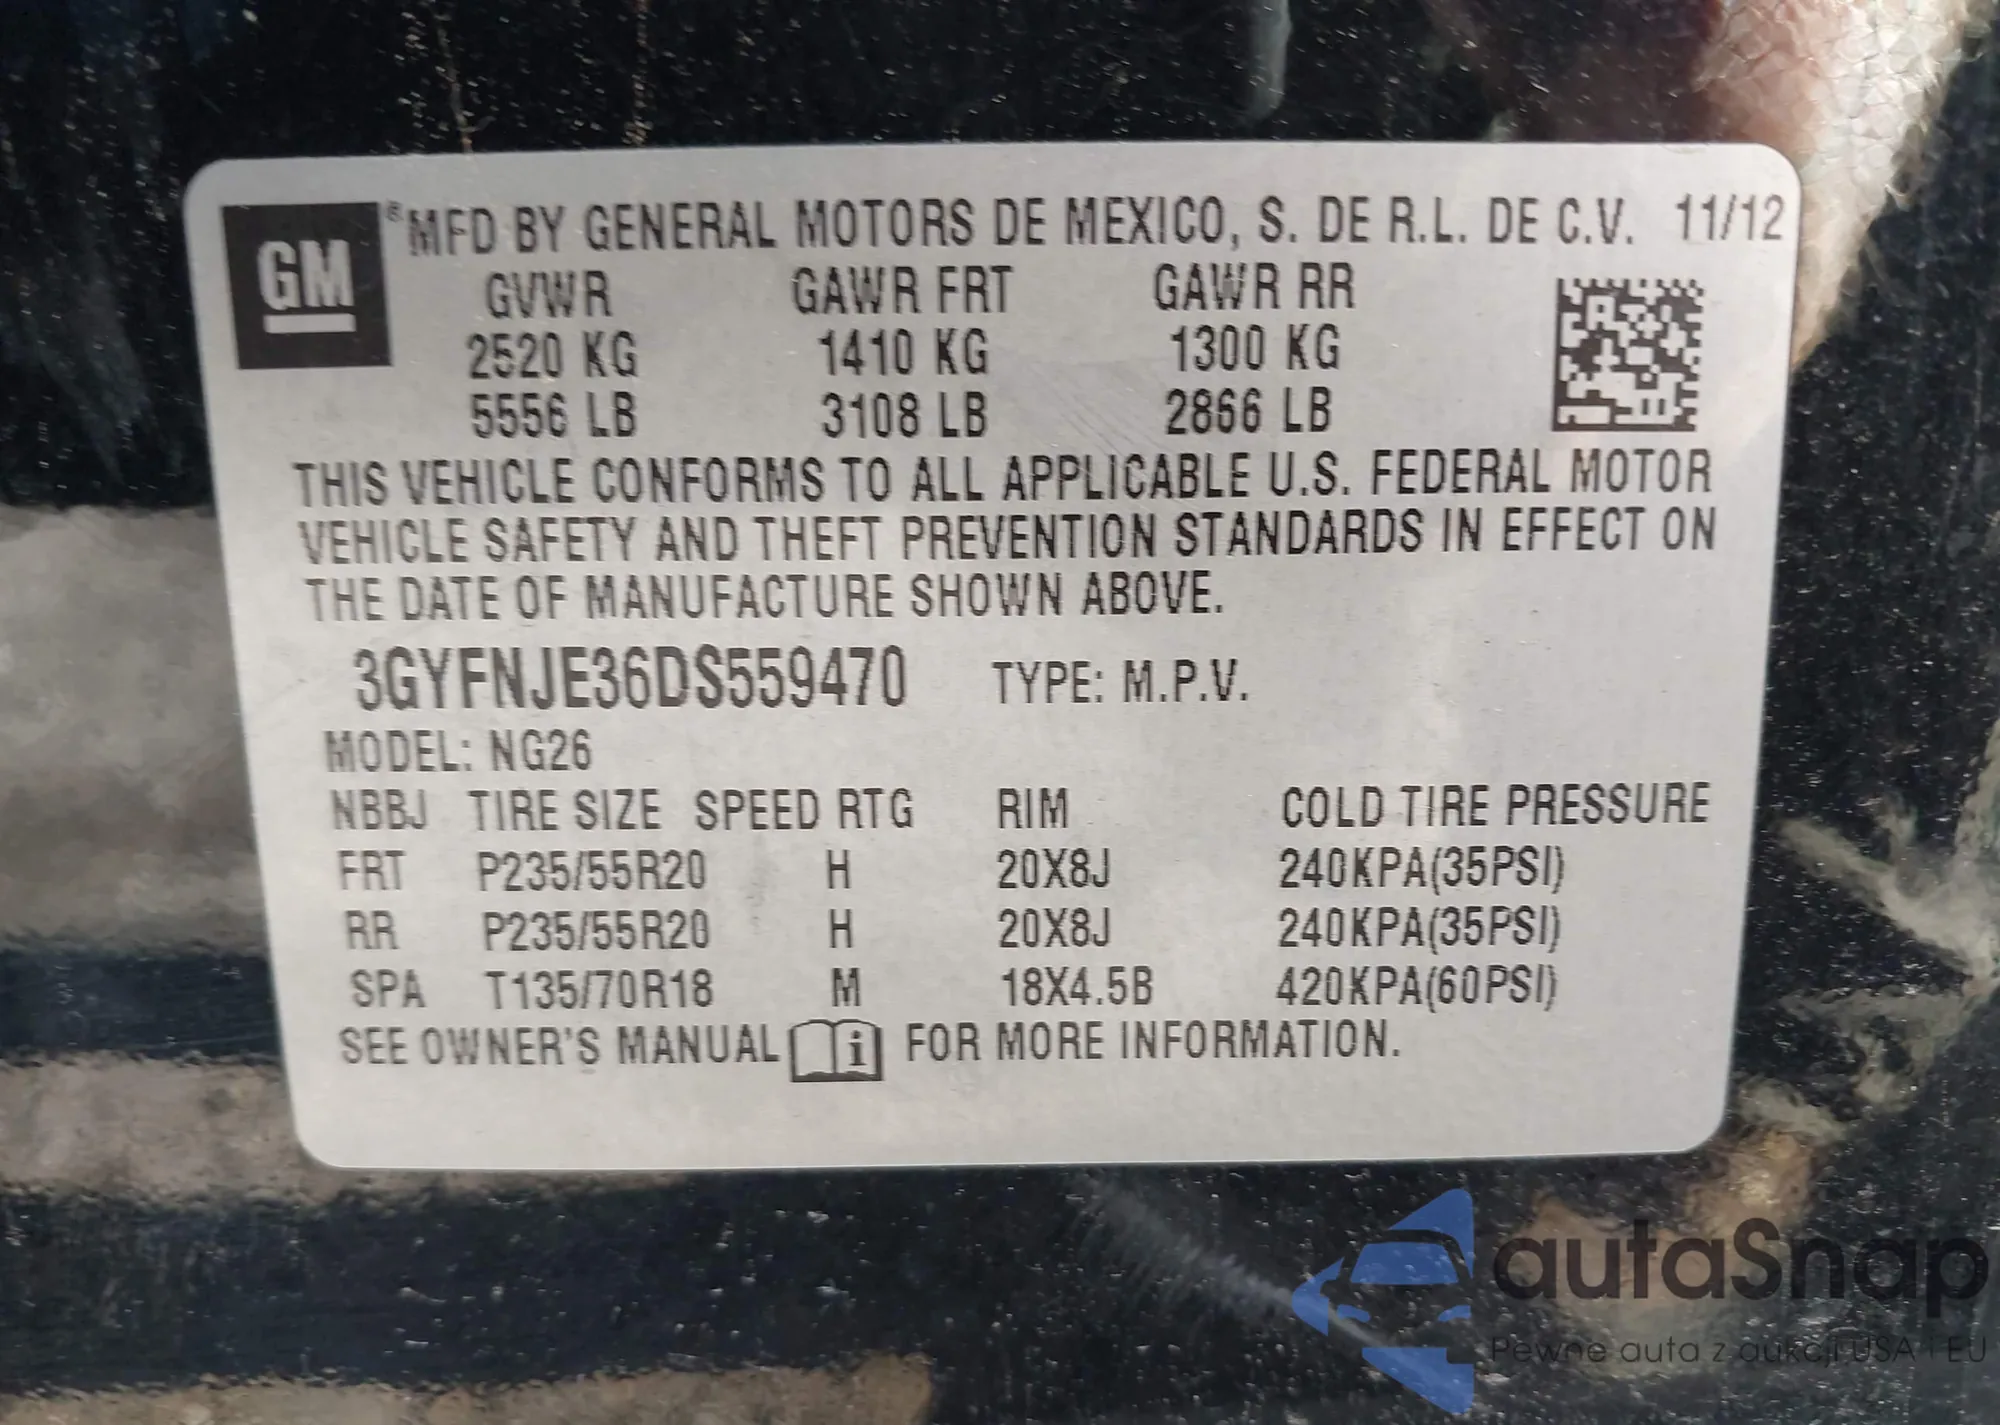 GM ® MFD BY GENERAL MOTORS DE MEXICO, S. DE R.L. DE C.V. 11/12
GVWR GAWR FRT GAWR RR
2520 KG 1410 KG 1300 KG
5556 LB 3108 LB 2866 LB
THIS VEHICLE CONFORMS TO ALL APPLICABLE U.S. FEDERAL MOTOR
VEHICLE SAFETY AND THEFT PREVENTION STANDARDS IN EFFECT ON
THE DATE OF MANUFACTURE SHOWN ABOVE.
3GYFNJE36DS559470 TYPE: M.P.V.
MODEL: NG26
NBBJ TIRE SIZE SPEED RTG RIM COLD TIRE PRESSURE
FRT P235/55R20 H 20X8J 240KPA(35PSI)
RR P235/55R20 H 20X8J 240KPA(35PSI)
SPA T135/70R18 M 18X4.5B 420KPA(60PSI)
SEE OWNER'S MANUAL i FOR MORE INFORMATION.
autaSnap
Pewne auta z aukcji USA i EU